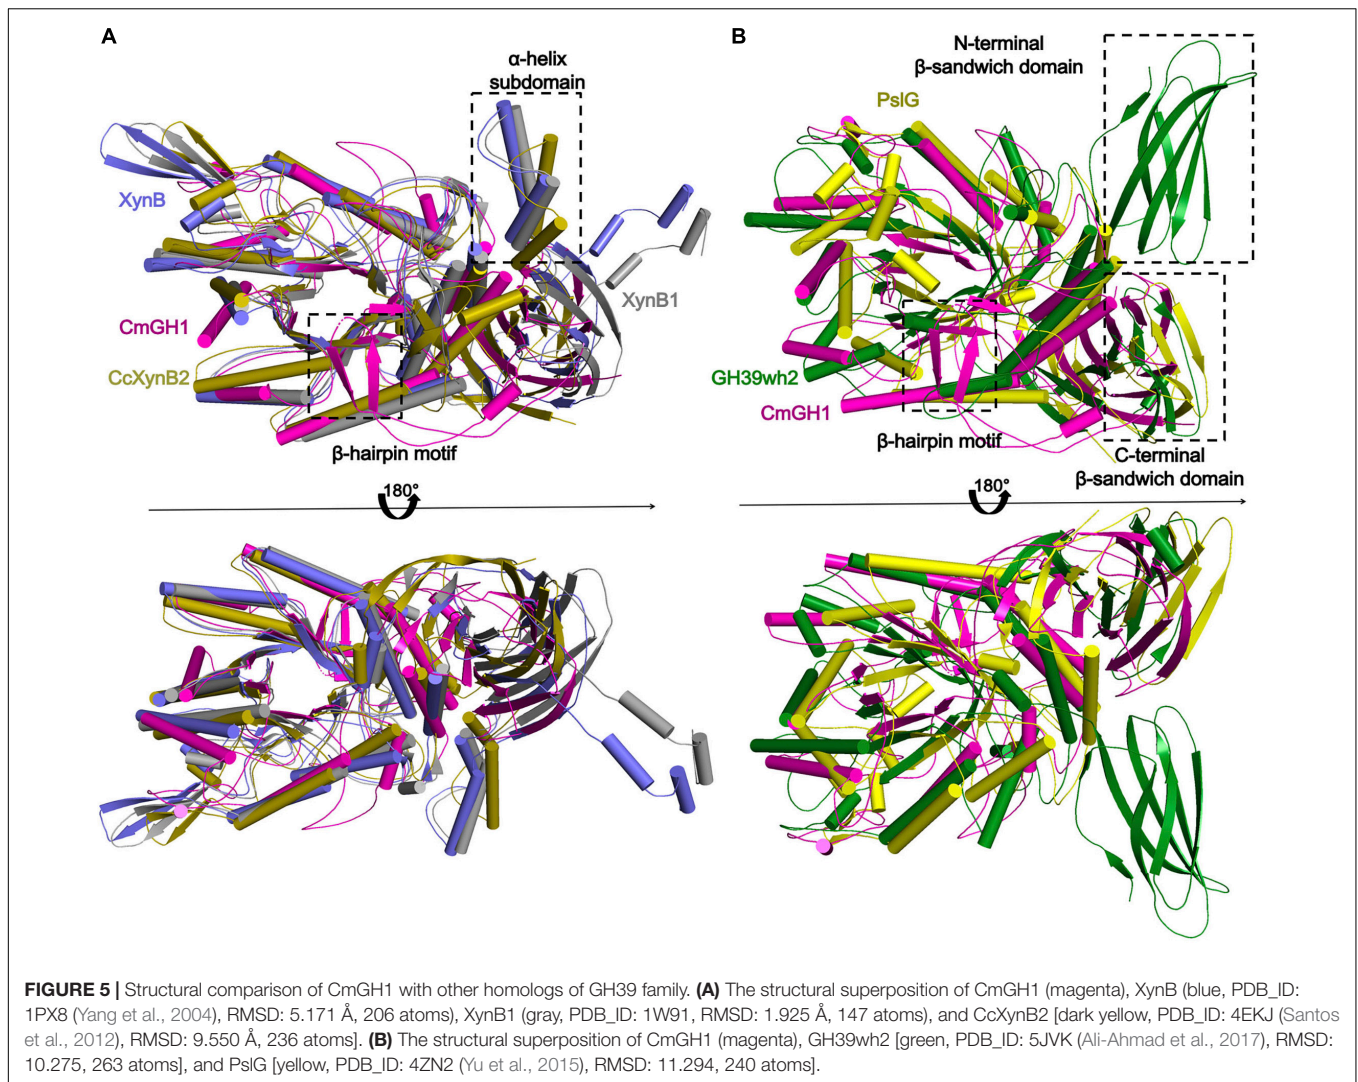 A
α-helix
subdomain
XynB
XynB1
CmGH1
CcXynB2
β-hairpin motif
180°
B
N-terminal
β-sandwich domain
PslG
GH39wh2
CmGH1
β-hairpin motif
C-terminal
β-sandwich domain
180°
FIGURE 5 | Structural comparison of CmGH1 with other homologs of GH39 family. (A) The structural superposition of CmGH1 (magenta), XynB (blue, PDB_ID:
1PX8 (Yang et al., 2004), RMSD: 5.171 Å, 206 atoms), XynB1 (gray, PDB_ID: 1W91, RMSD: 1.925 Å, 147 atoms), and CcXynB2 [dark yellow, PDB_ID: 4EKJ (Santos
et al., 2012), RMSD: 9.550 Å, 236 atoms]. (B) The structural superposition of CmGH1 (magenta), GH39wh2 [green, PDB_ID: 5JVK (Ali-Ahmad et al., 2017), RMSD:
10.275, 263 atoms], and PslG [yellow, PDB_ID: 4ZN2 (Yu et al., 2015), RMSD: 11.294, 240 atoms].